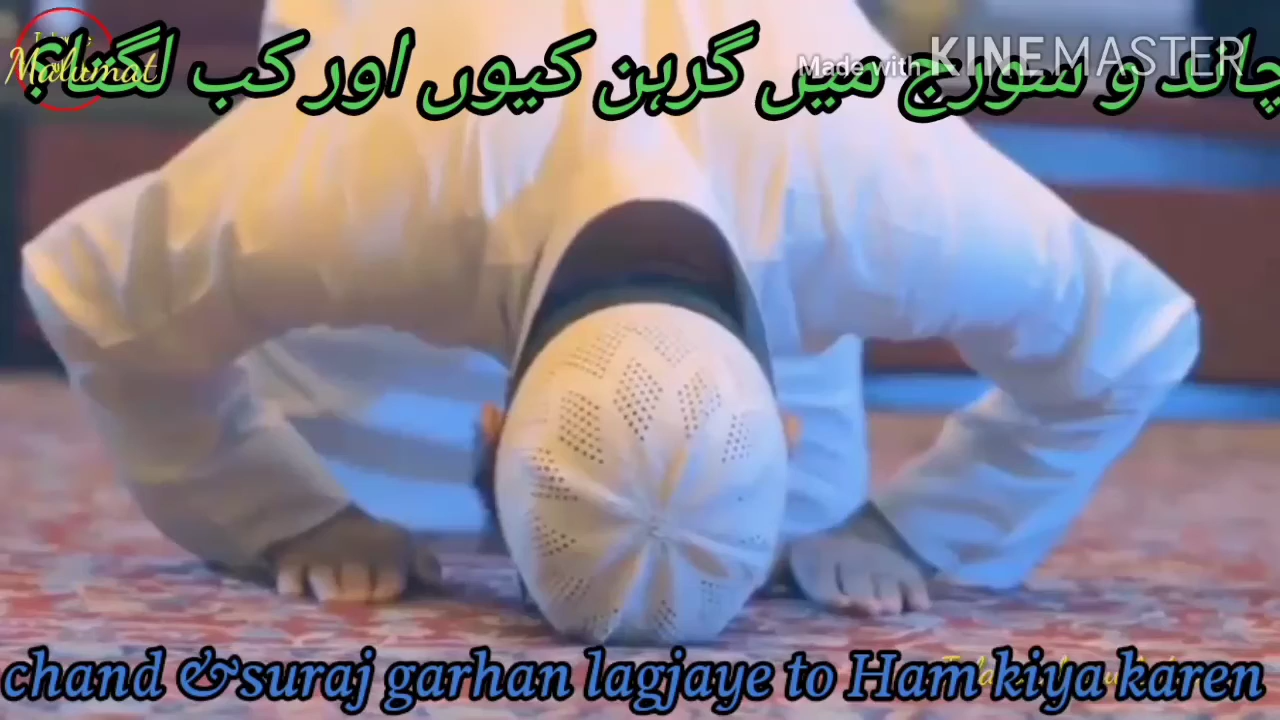 چاند و سورج میں گرہن کیوں اور کب لگتا؟
Made with KINEMASTER
Malumat
chand & suraj garhan lagjaye to Ham kiya karen